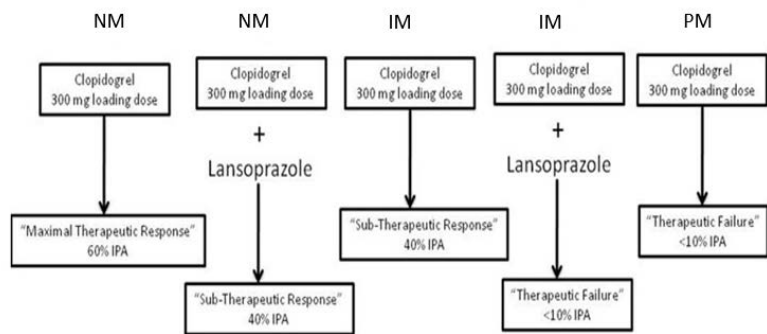 NM
NM
IM
IM
PM
Clopidogrel
300 mg loading dose
Clopidogrel
300 mg loading dose
Clopidogrel
300 mg loading dose
Clopidogrel
300 mg loading dose
Clopidogrel
300 mg loading dose
+
Lansoprazole
+
Lansoprazole
"Maximal Therapeutic Response"
60% IPA
"Sub-Therapeutic Response"
40% IPA
"Sub-Therapeutic Response"
40% IPA
"Therapeutic Failure"
<10% IPA
"Therapeutic Failure"
<10% IPA